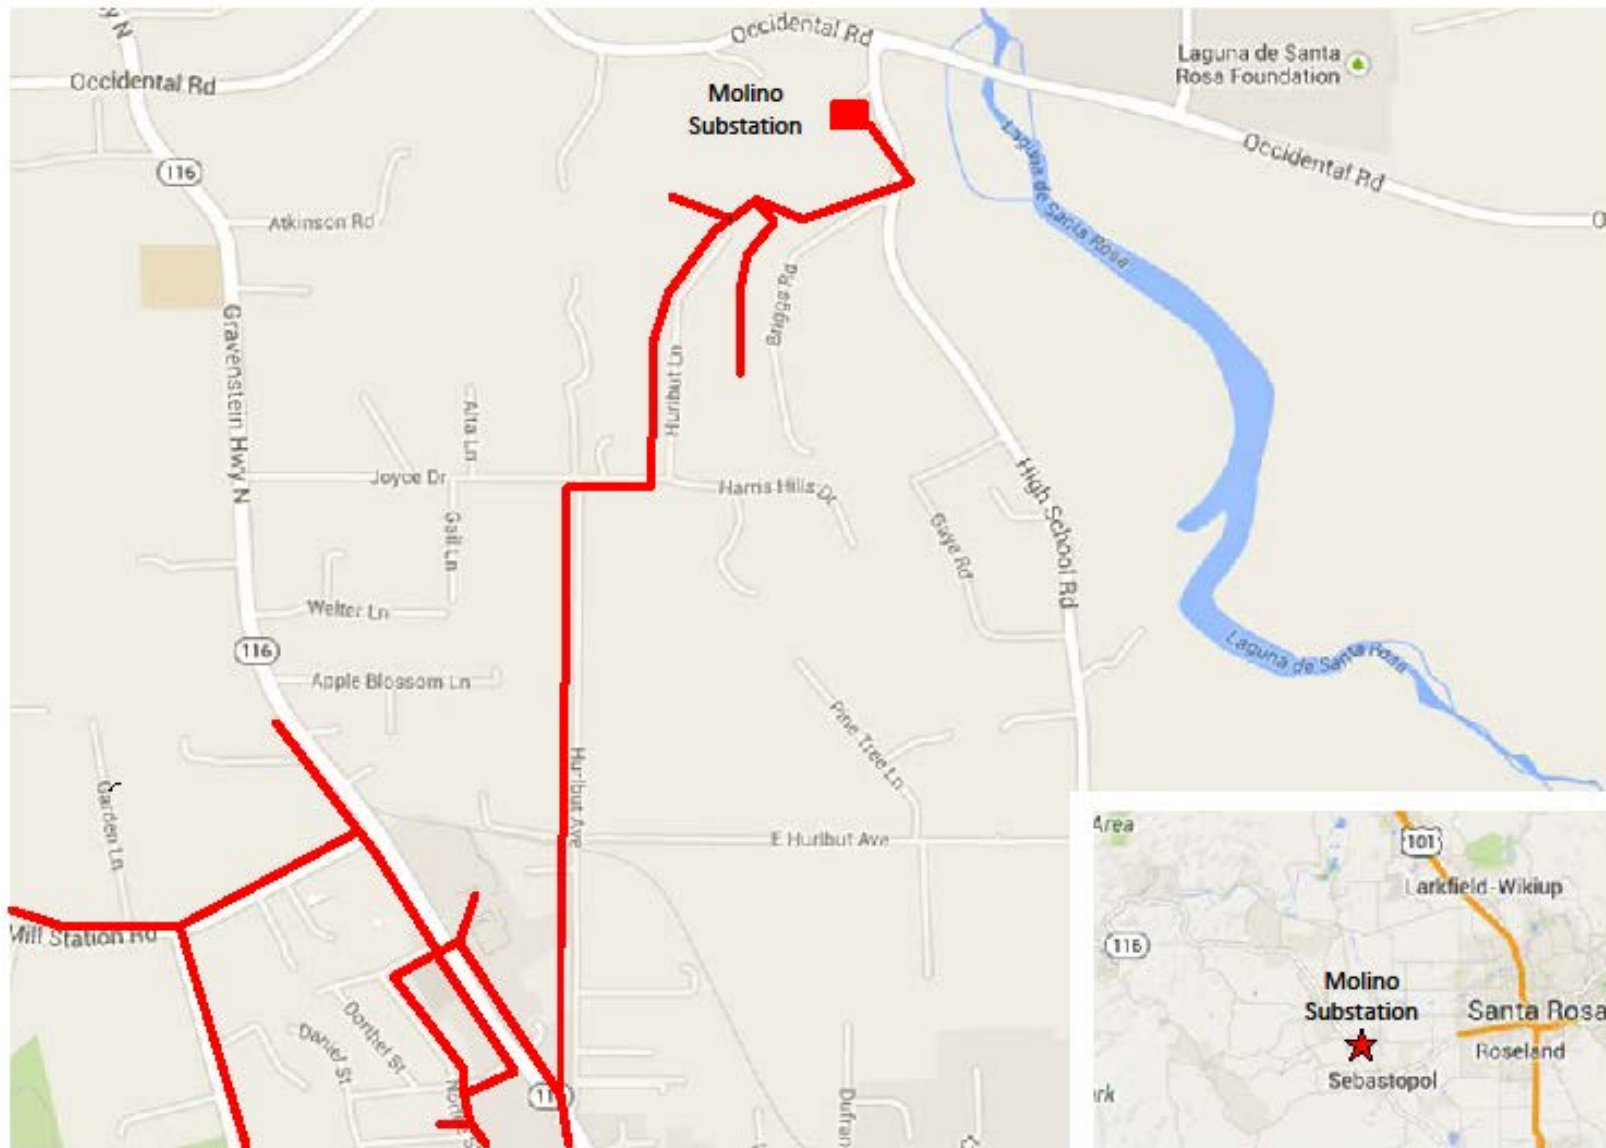 y N
Occidental Rd
Occidental Rd
Laguna de Santa
Rosa Foundation
Molino
Substation
Laguna de Santa Rosa
Occidental Rd
O
116
Atkinson Rd
Gravenstein Hwy N
Briggs Rd
Hurlbut Ln
Alta Ln
Joyce Dr
Harris Hills Dr
High School Rd
Gail Ln
Gaye Rd
Welter Ln
116
Apple Blossom Ln
Laguna de Santa Rosa
Pine Tree Ln
Garden Ln
Hurlbut Ave
E Hurlbut Ave
Mill Station Rd
Danief St
Norlee S
Dufran
Area
101
Larkfield-Wikiup
116
Molino
Substation
Santa Rosa
Roseland
Sebastopol
ark